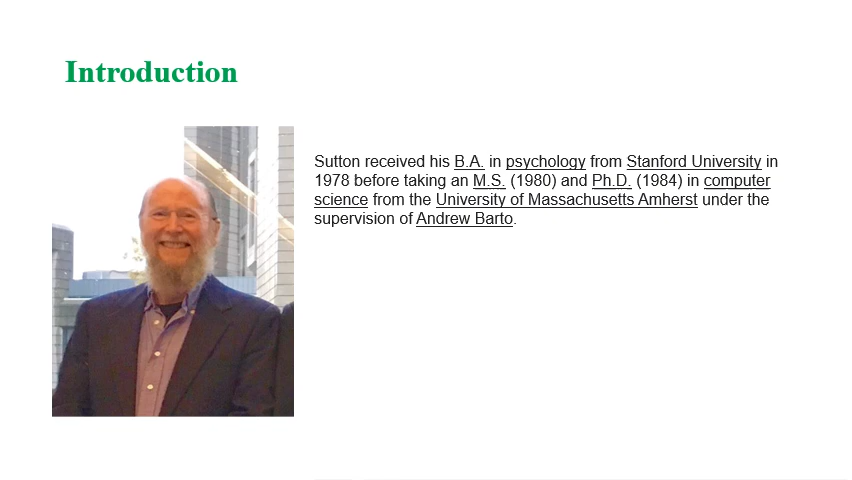 Introduction
Sutton received his B.A. in psychology from Stanford University in
1978 before taking an M.S. (1980) and Ph.D. (1984) in computer
science from the University of Massachusetts Amherst under the
supervision of Andrew Barto.